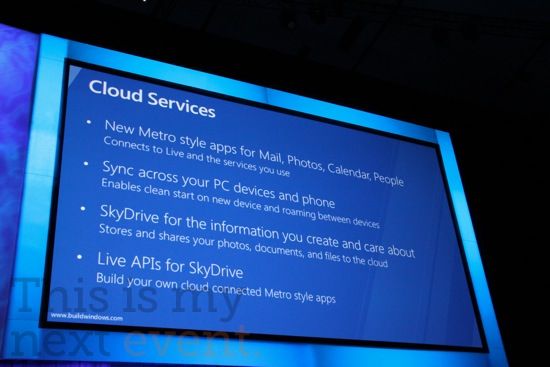 Cloud Services
• New Metro style apps for Mail, Photos, Calendar, People
Connects to Live and the services you use
• Sync across your PC devices and phone
Enables clean start on new device and roaming between devices
• SkyDrive for the information you create and care about
Stores and shares your photos, documents, and files to the cloud
• Live APIs for SkyDrive
Build your own cloud connected Metro style apps
www.buildwindows.com
This is my
next event.